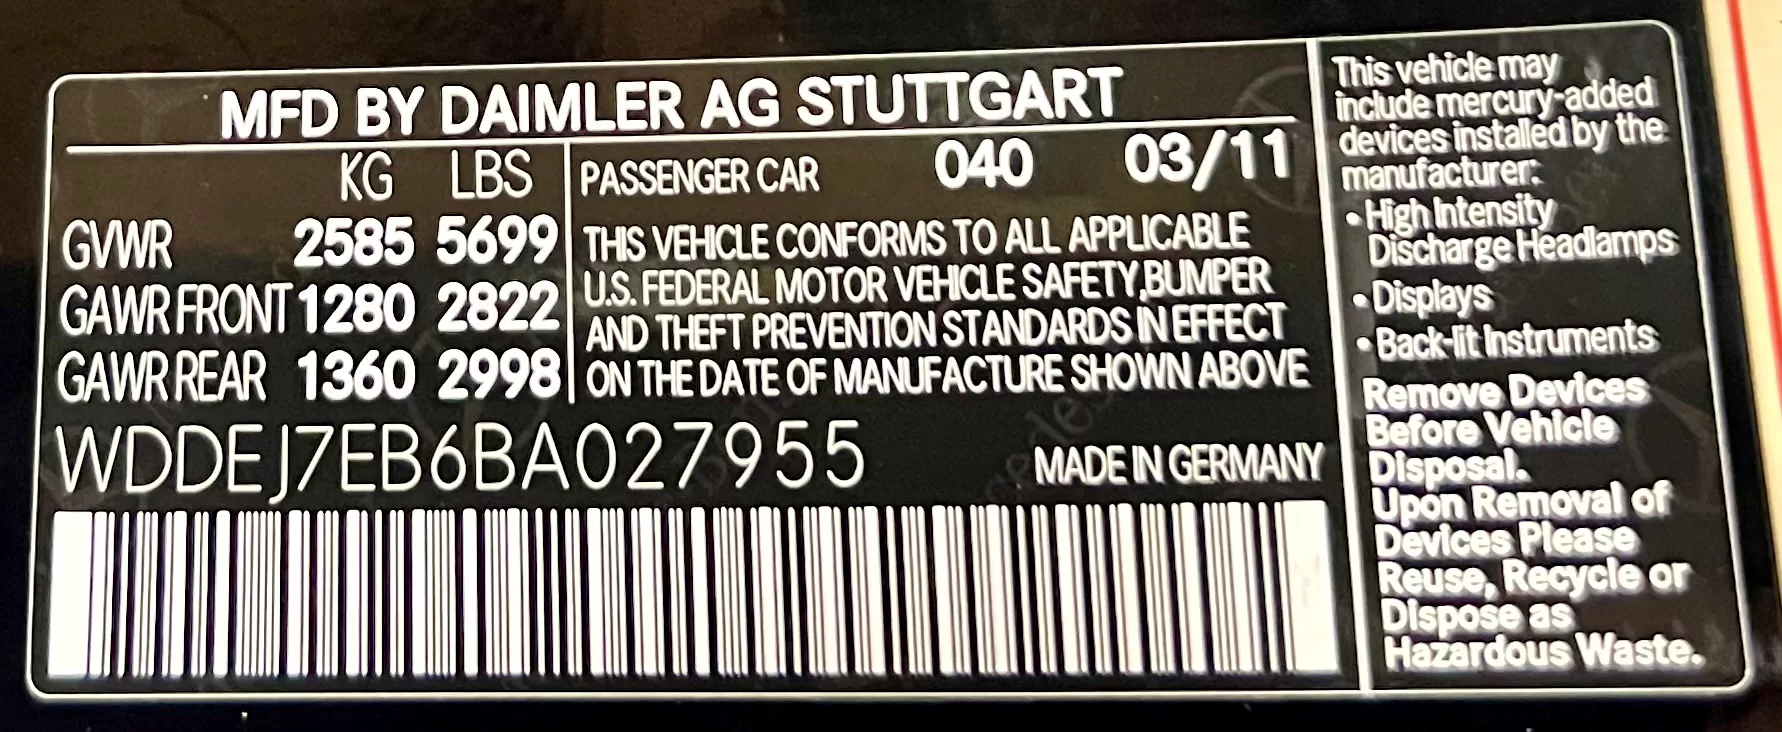 MFD BY DAIMLER AG STUTTGART
KG LBS
GVWR 2585 5699
GAWR FRONT 1280 2822
GAWR REAR 1360 2998
PASSENGER CAR 040 03/11
THIS VEHICLE CONFORMS TO ALL APPLICABLE
U.S. FEDERAL MOTOR VEHICLE SAFETY,BUMPER
AND THEFT PREVENTION STANDARDS IN EFFECT
ON THE DATE OF MANUFACTURE SHOWN ABOVE
WDDEJ7EB6BA027955
MADE IN GERMANY
This vehicle may
include mercury-added
devices installed by the
manufacturer:
• High Intensity
Discharge Headlamps
• Displays
• Back-lit Instruments
Remove Devices
Before Vehicle
Disposal.
Upon Removal of
Devices Please
Reuse, Recycle or
Dispose as
Hazardous Waste.